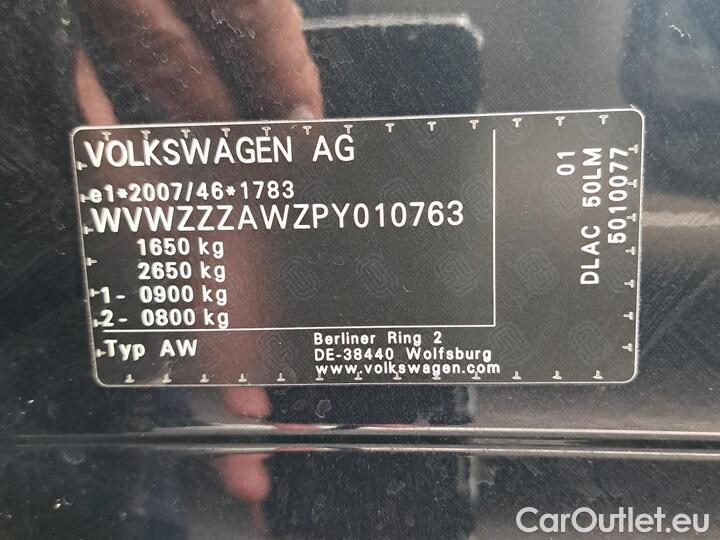 VOLKSWAGEN AG
e1*2007/46*1783
WVWZZZAWZPY010763
1650 kg
2650 kg
1- 0900 kg
2- 0800 kg
Typ AW
Berliner Ring 2
DE-38440 Wolfsburg
www.volkswagen.com
01
DLAC 50LM
5010077
CarOutlet.eu